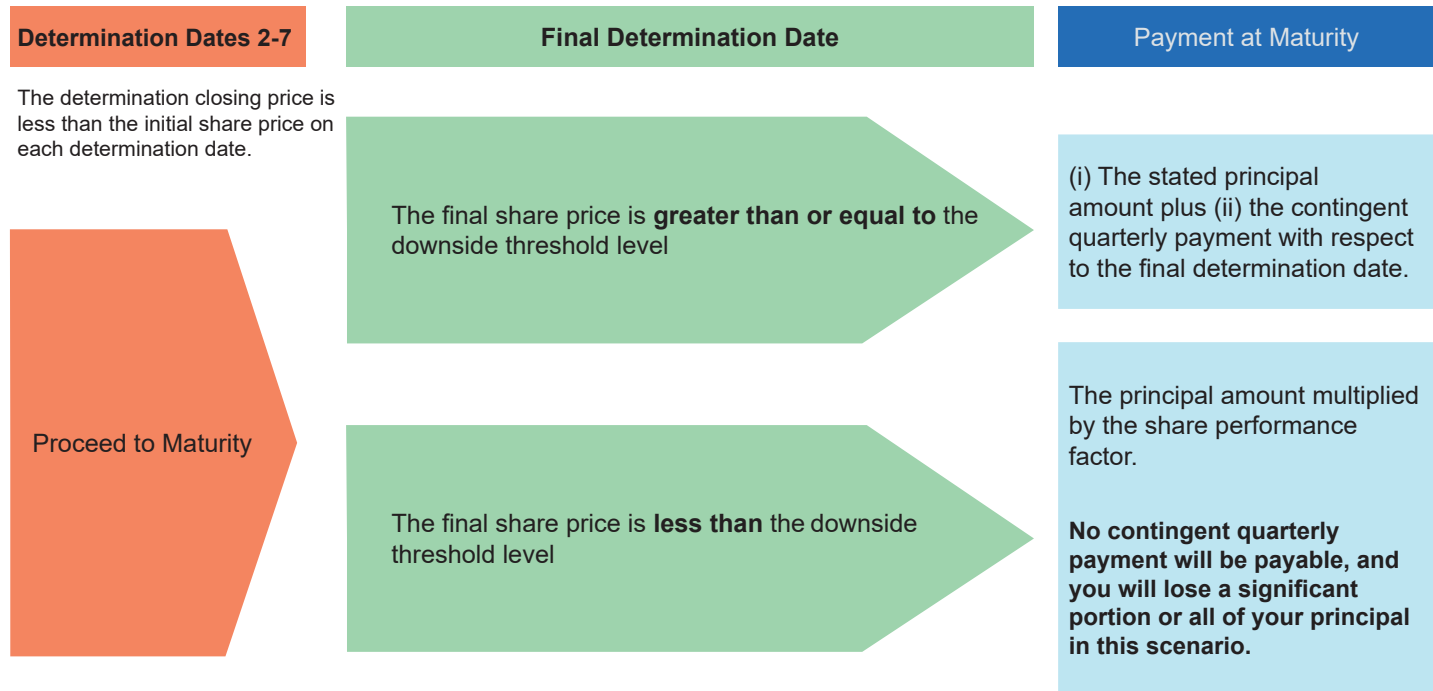 Determination Dates 2-7
The determination closing price is
less than the initial share price on
each determination date.
Proceed to Maturity
Final Determination Date
The final share price is greater than or equal to the
downside threshold level
The final share price is less than the downside
threshold level
Payment at Maturity
(i) The stated principal
amount plus (ii) the contingent
quarterly payment with respect
to the final determination date.
The principal amount multiplied
by the share performance
factor.
No contingent quarterly
payment will be payable, and
you will lose a significant
portion or all of your principal
in this scenario.